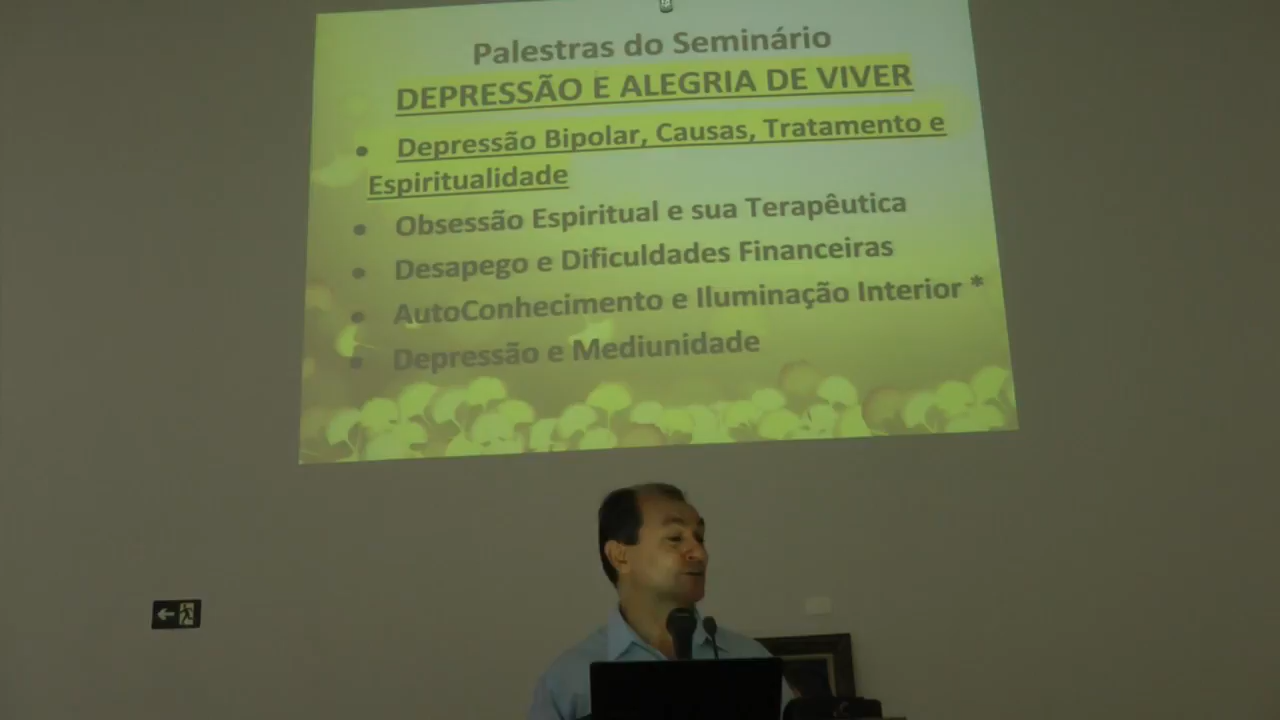 Palestras do Seminário
DEPRESSÃO E ALEGRIA DE VIVER
• Depressão Bipolar, Causas, Tratamento e
Espiritualidade
• Obsessão Espiritual e sua Terapêutica
• Desapego e Dificuldades Financeiras
• AutoConhecimento e Iluminação Interior *
• Depressão e Mediunidade